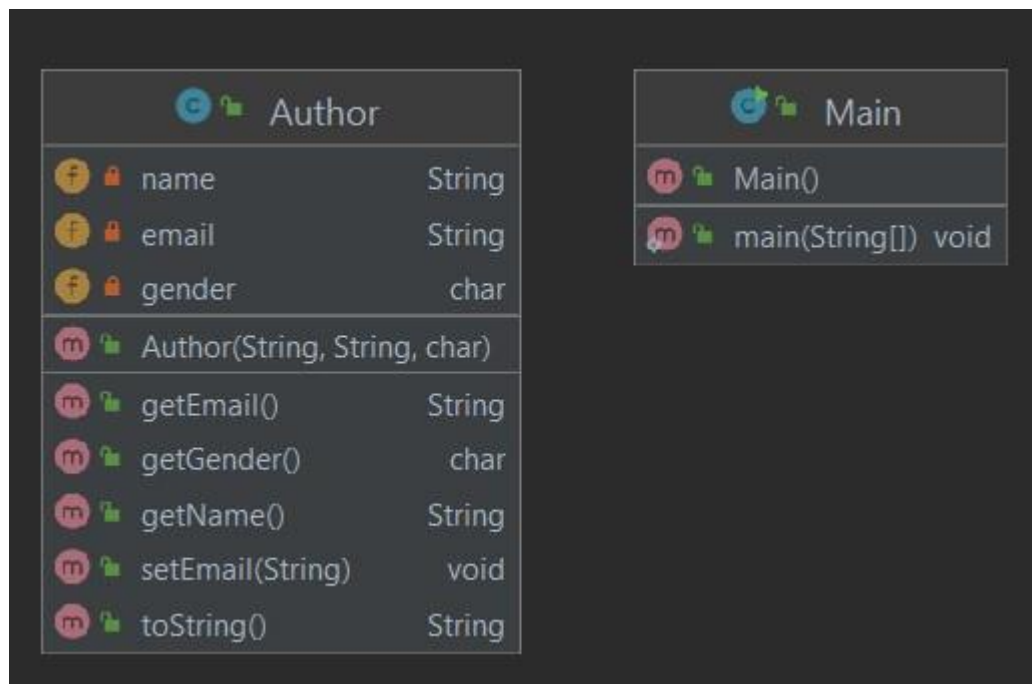 Author
name String
email String
gender char
Author(String, String, char)
getEmail() String
getGender() char
getName() String
setEmail(String) void
toString() String
Main
Main()
main(String[]) void